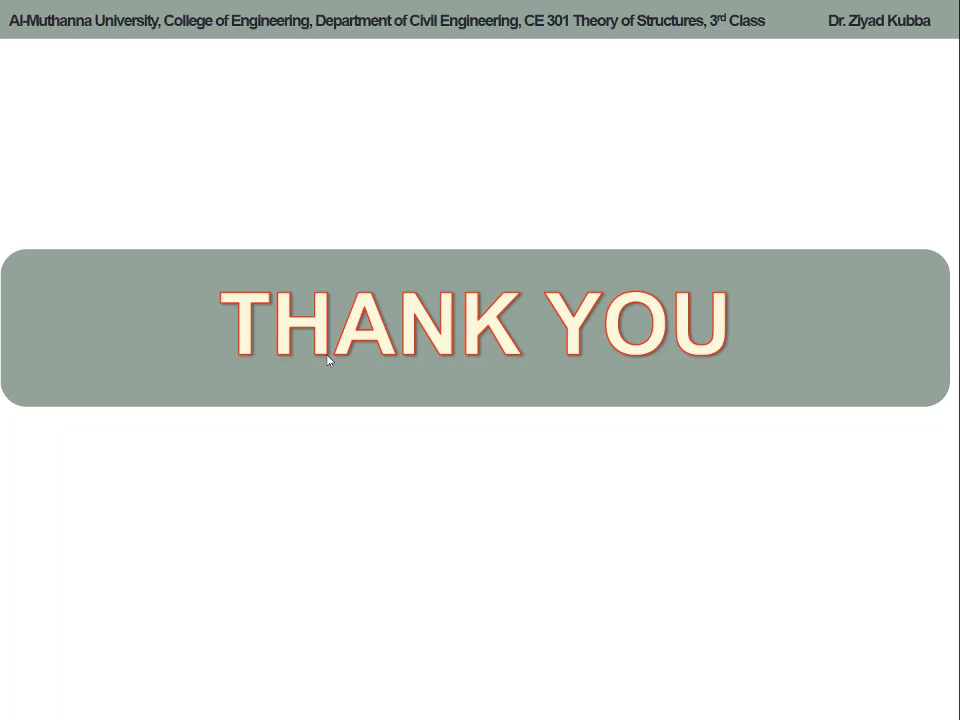 Al-Muthanna University, College of Engineering, Department of Civil Engineering, CE 301 Theory of Structures, 3rd Class Dr. Ziyad Kubba
THANK YOU